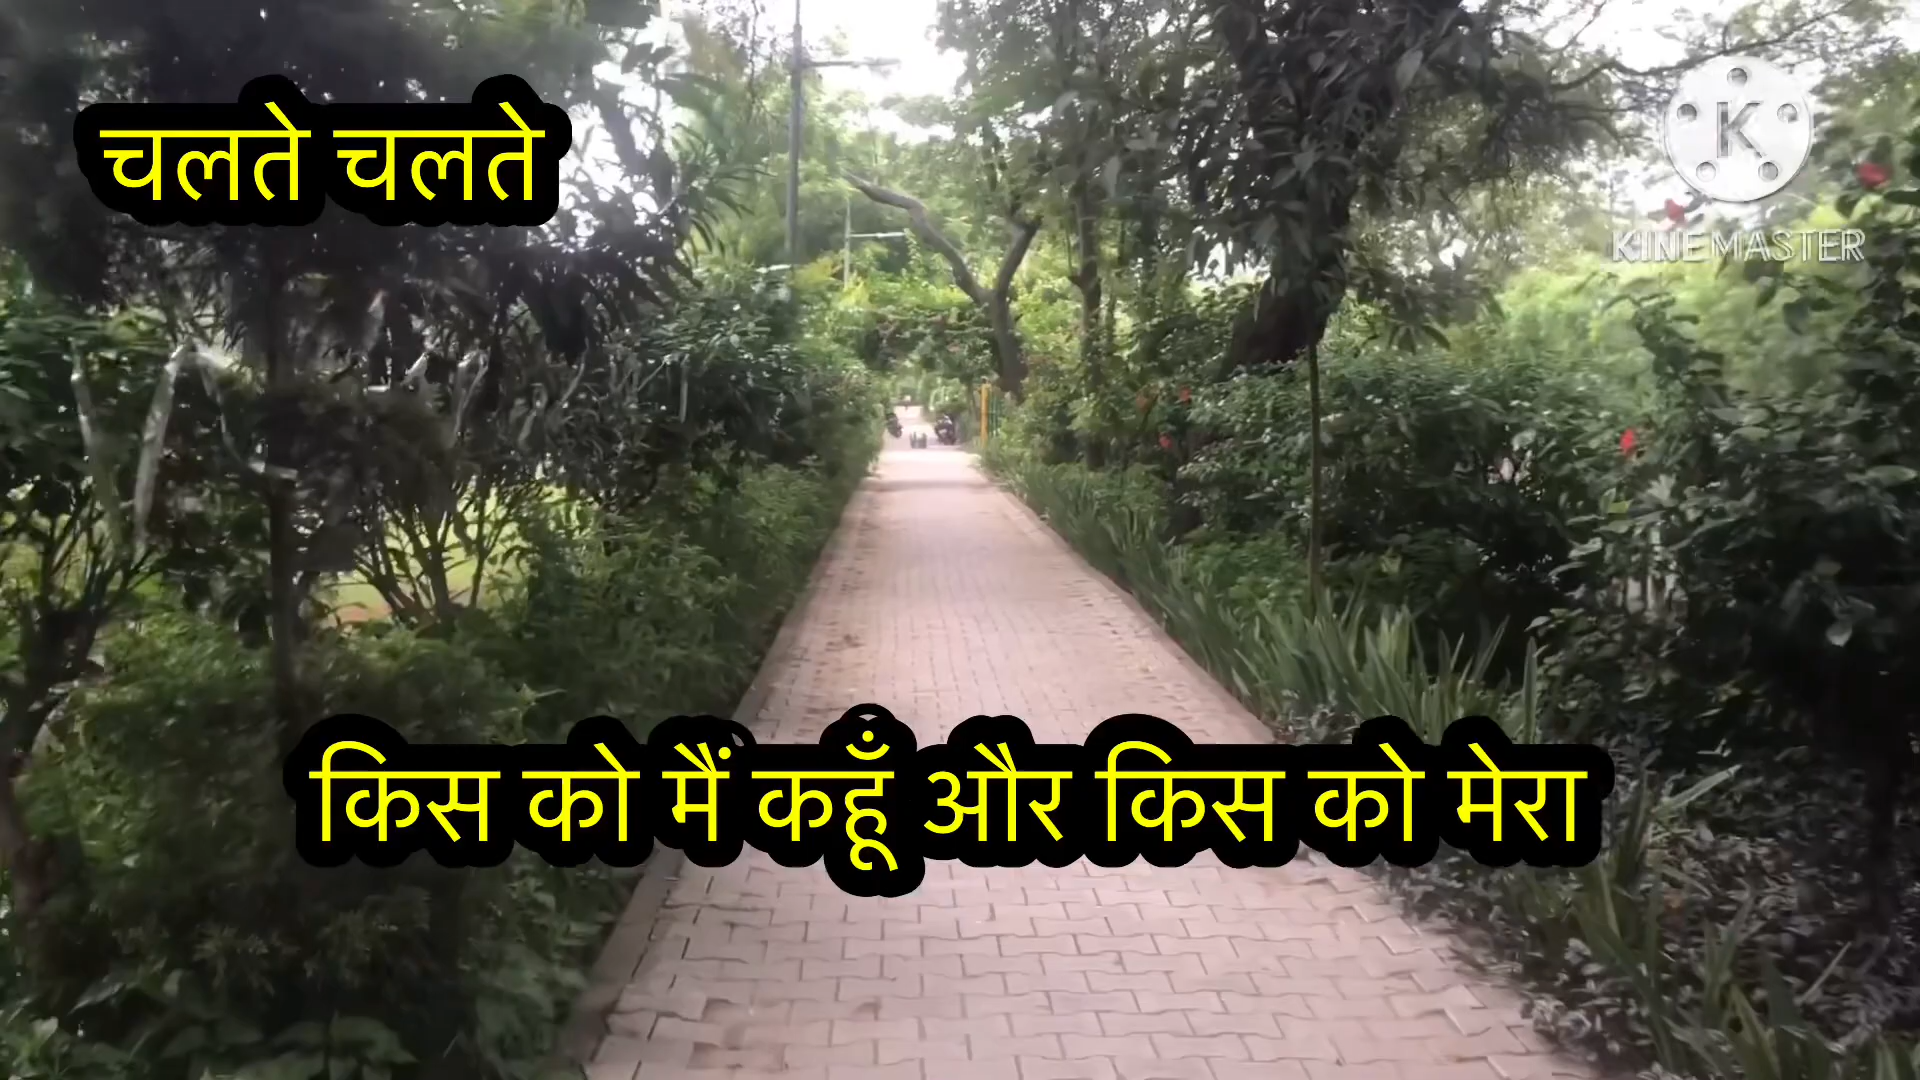 चलते चलते
K
KINEMASTER
किस को मैं कहूँ और किस को मेरा